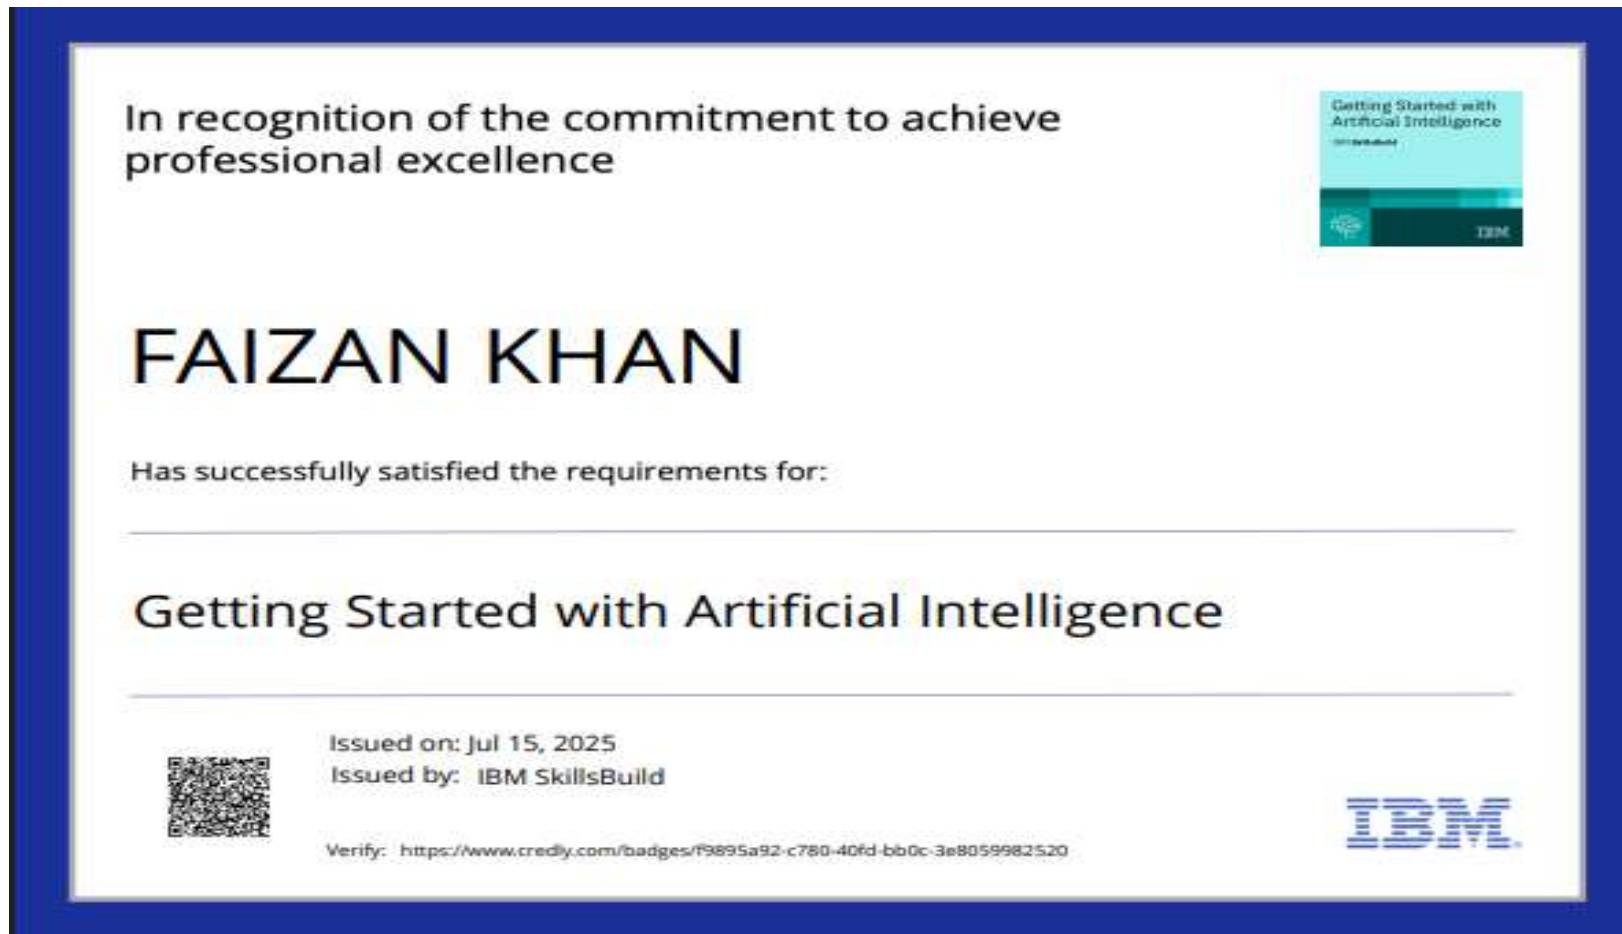 In recognition of the commitment to achieve
professional excellence
Getting Started with
Artificial Intelligence
IBM SkillsBuild
IBM
FAIZAN KHAN
Has successfully satisfied the requirements for:
Getting Started with Artificial Intelligence
Issued on: Jul 15, 2025
Issued by: IBM SkillsBuild
Verify: https://www.credly.com/badges/f9895a92-c780-40fd-bb0c-3e8059982520
IBM.